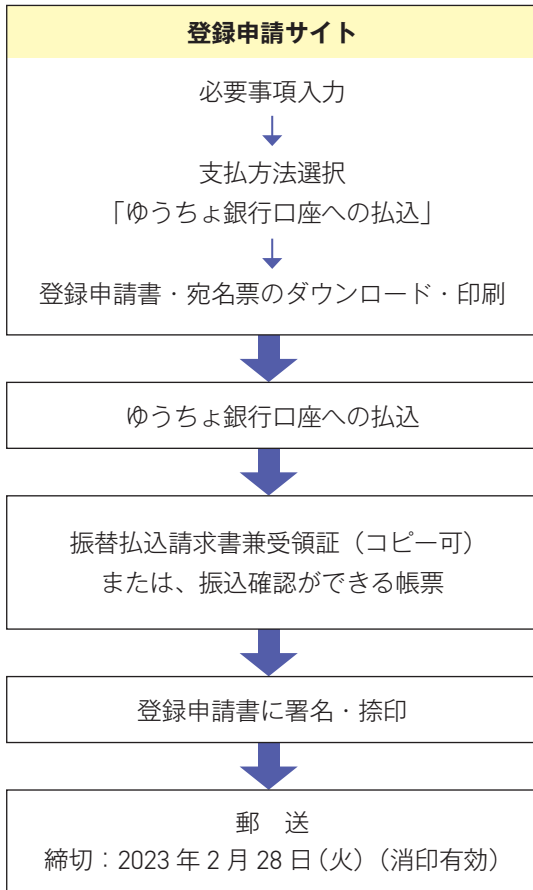 登録申請サイト
必要事項入力
支払方法選択
「ゆうちょ銀行口座への払込」
登録申請書・宛名票のダウンロード・印刷
ゆうちょ銀行口座への払込
振替払込請求書兼受領証（コピー可）
または、振込確認ができる帳票
登録申請書に署名・捺印
郵　送
締切：2023 年 2 月 28 日（火）（消印有効）